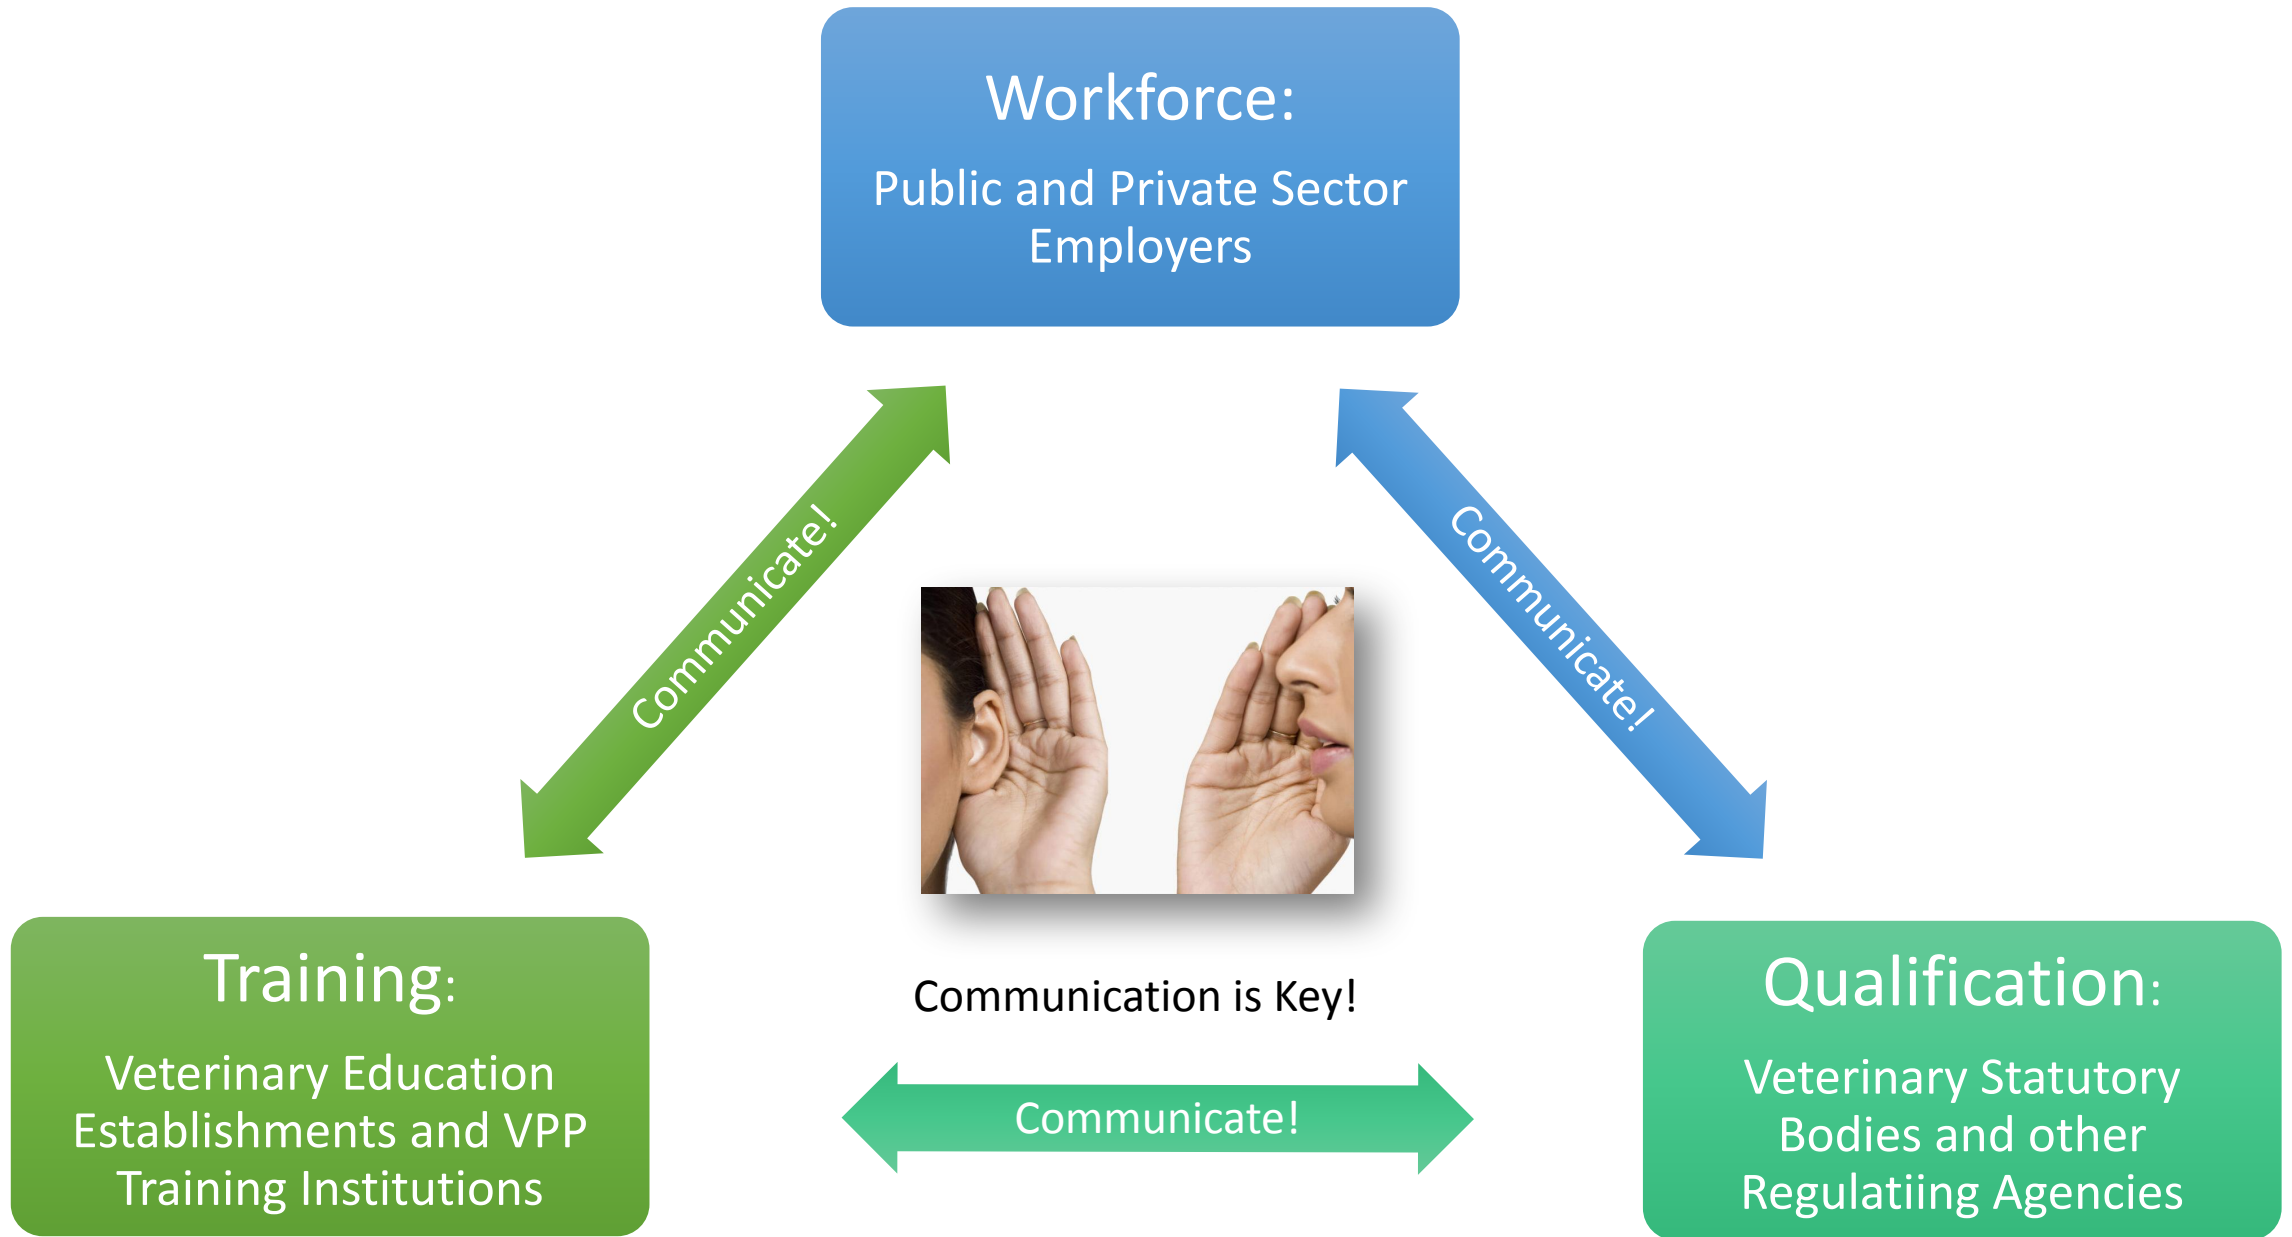 Workforce:
Public and Private Sector
Employers
Communicate!
Communicate!
Training:
Veterinary Education
Establishments and VPP
Training Institutions
Communication is Key!
Communicate!
Qualification:
Veterinary Statutory
Bodies and other
Regulatiing Agencies